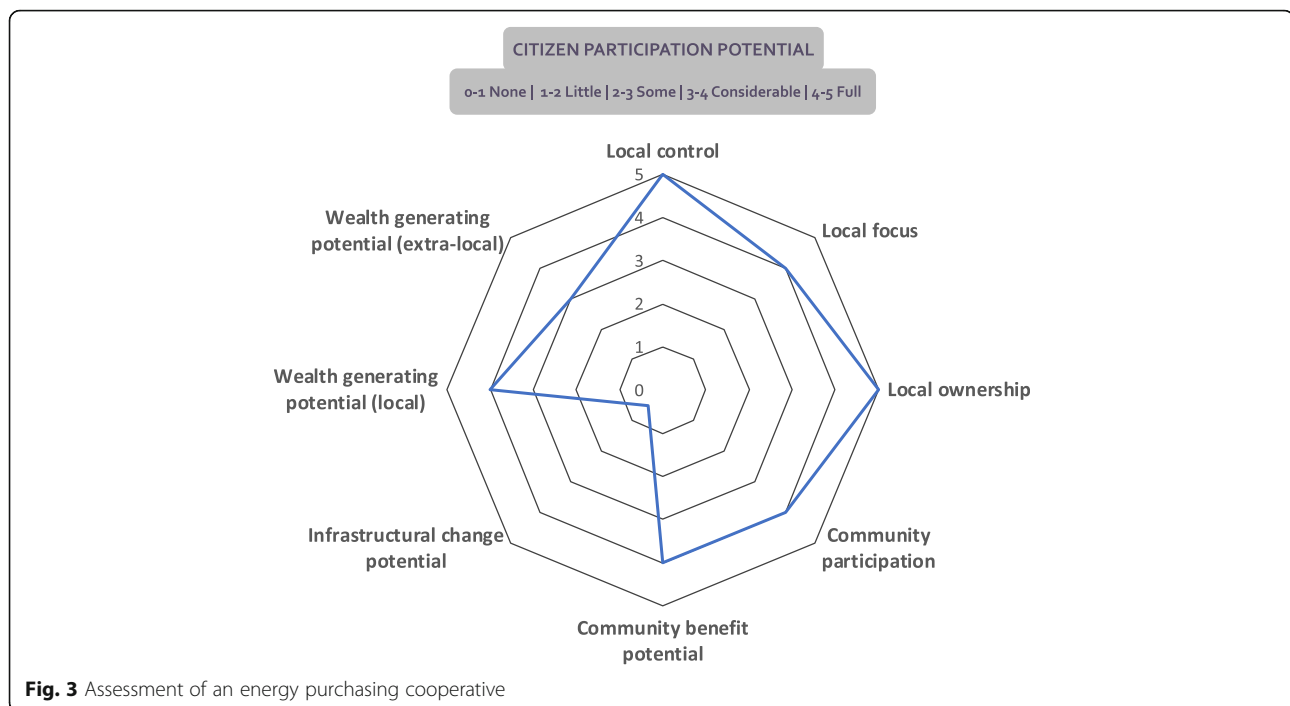 CITIZEN PARTICIPATION POTENTIAL
0-1 None | 1-2 Little | 2-3 Some | 3-4 Considerable | 4-5 Full
Local control
5
Wealth generating
potential (extra-local)
Local focus
4
3
2
1
0
Wealth generating
potential (local)
Local ownership
Infrastructural change
potential
Community
participation
Community benefit
potential
Fig. 3 Assessment of an energy purchasing cooperative